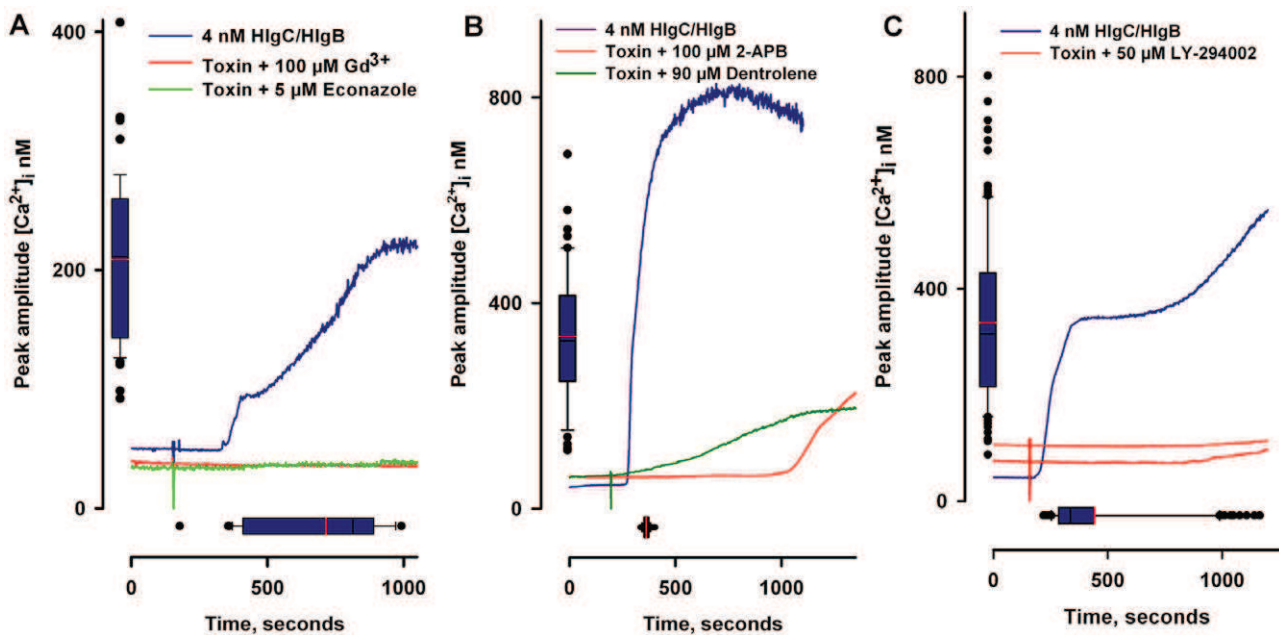 A
4 nM HlgC/HlgB
Toxin + 100 µM Gd3+
Toxin + 5 µM Econazole
Peak amplitude [Ca2+]i nM
400
200
0
0
500
1000
Time, seconds
B
4 nM HlgC/HlgB
Toxin + 100 µM 2-APB
Toxin + 90 µM Dentrolene
Peak amplitude [Ca2+]i nM
800
400
0
0
500
1000
Time, seconds
C
4 nM HlgC/HlgB
Toxin + 50 µM LY-294002
Peak amplitude [Ca2+]i nM
800
400
0
0
500
1000
Time, seconds